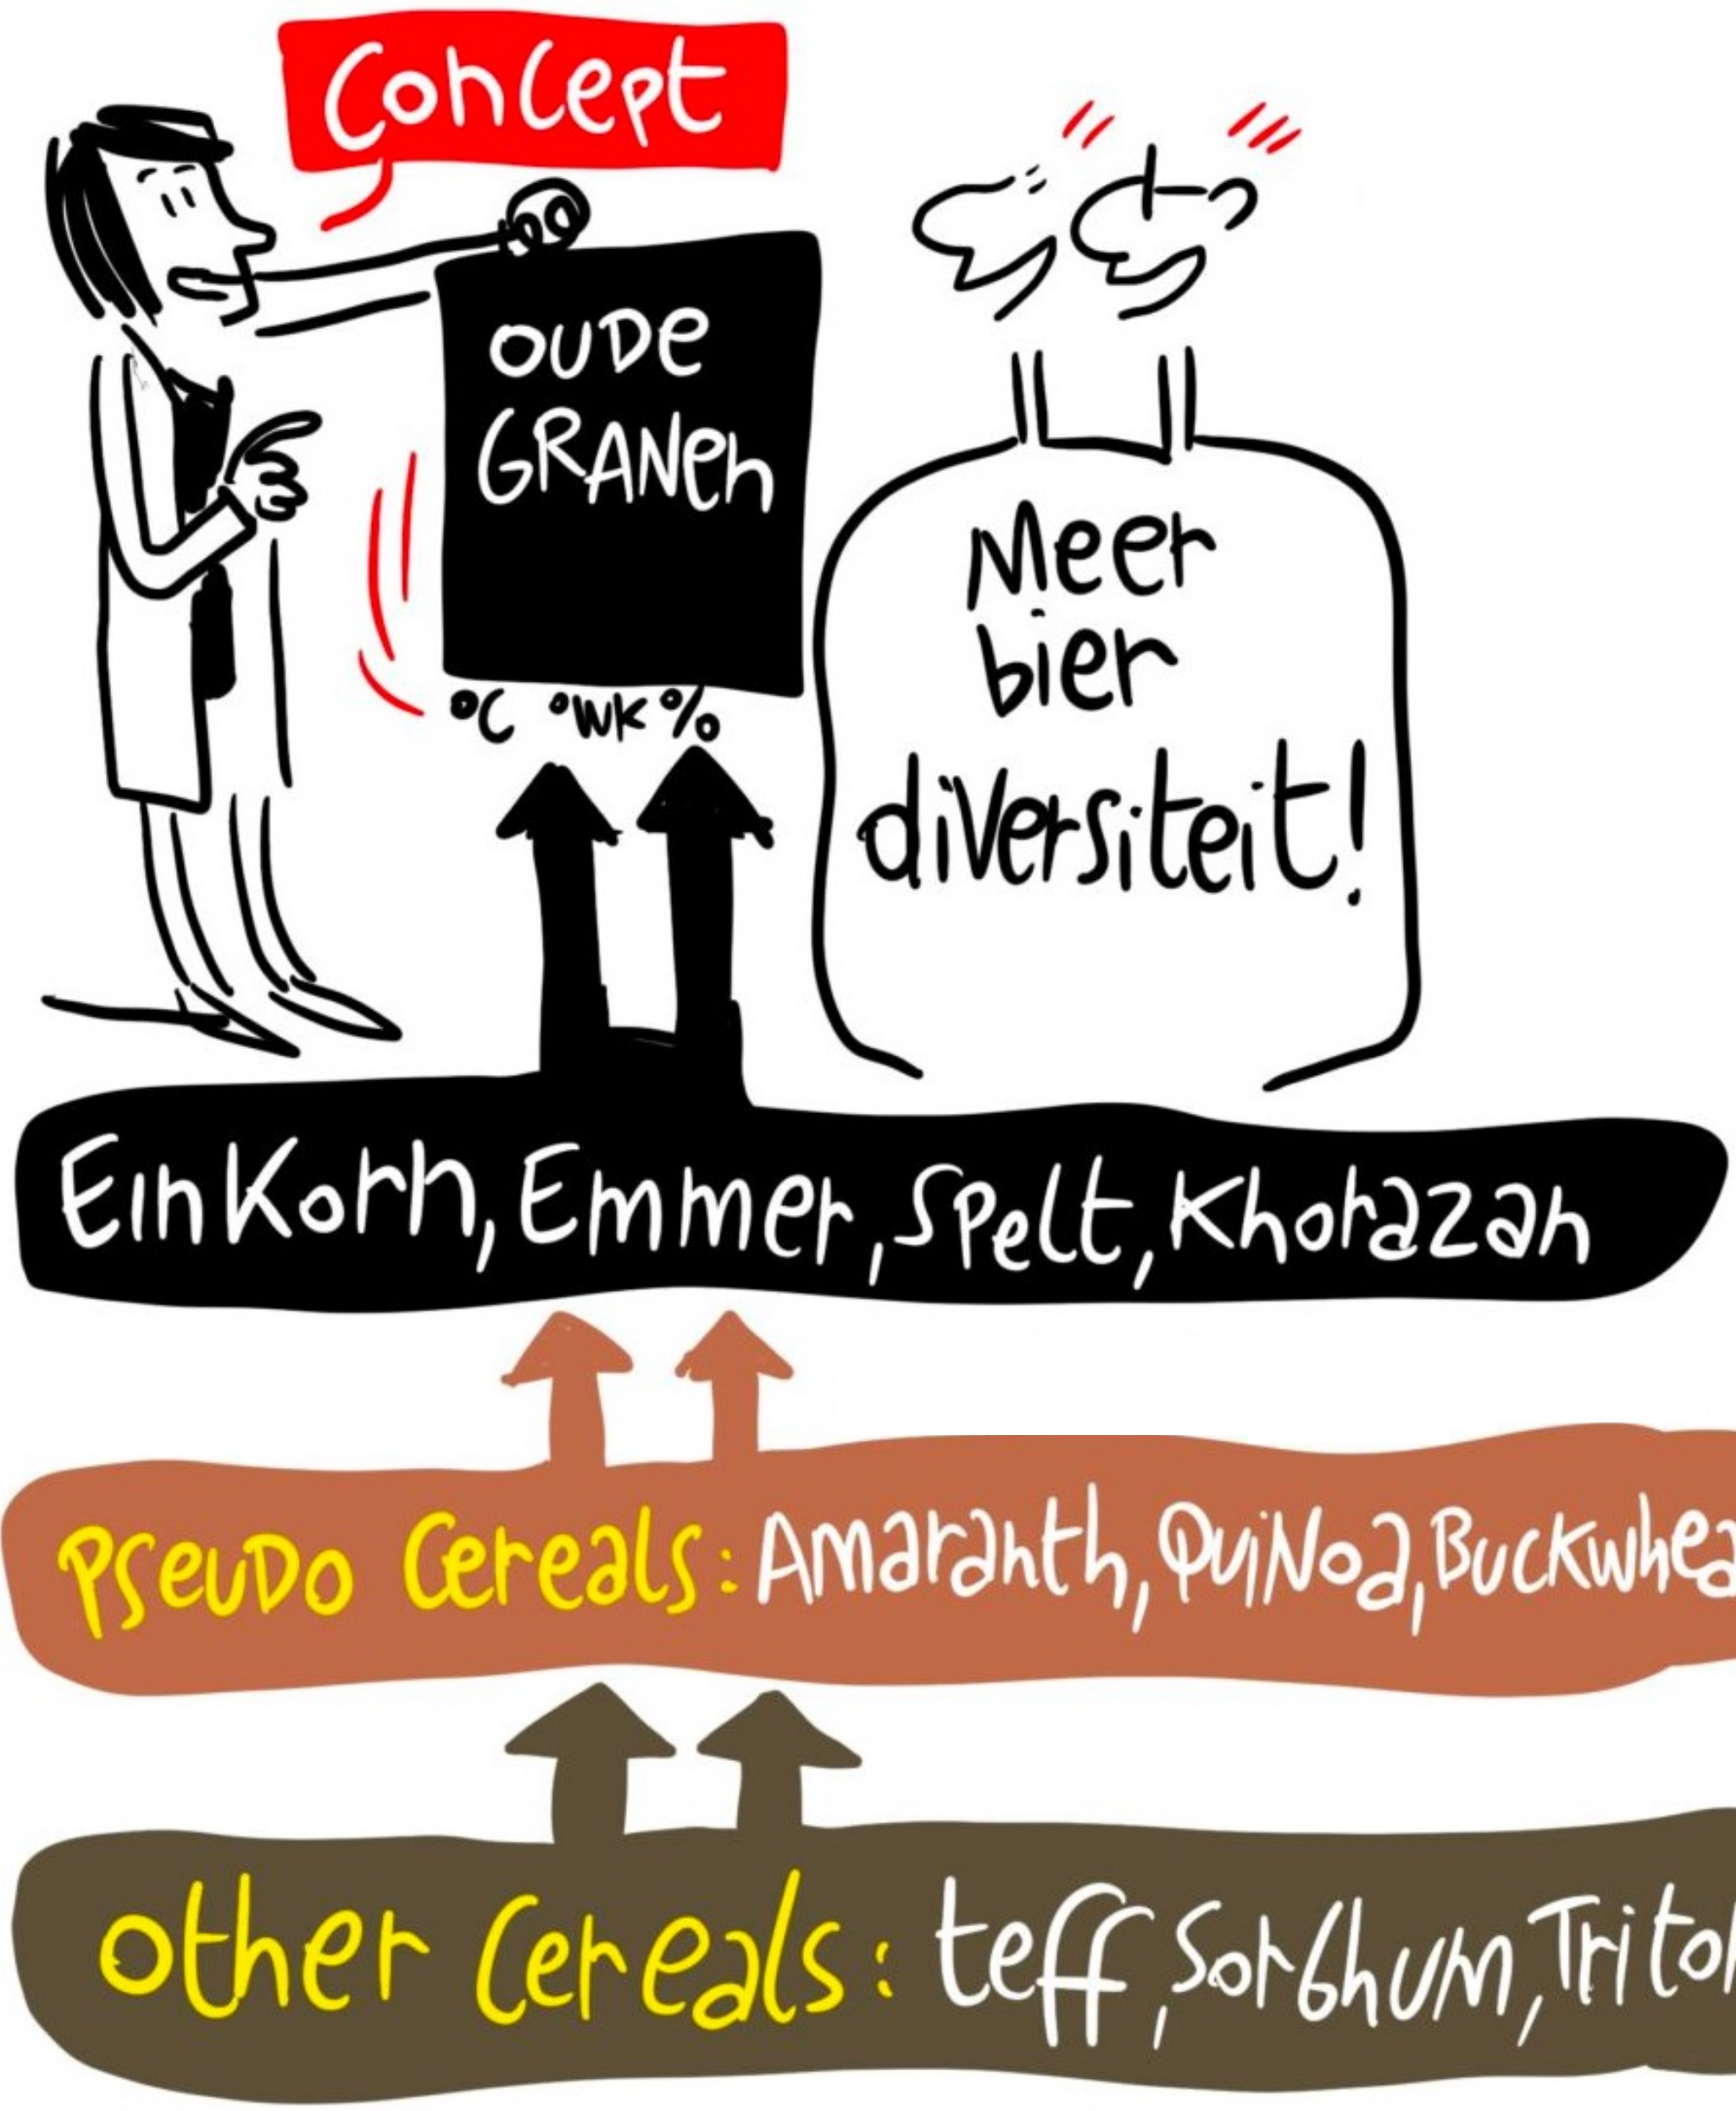 Concept
OUDE
GRANEN
°C °WK %
Meer
bier
diversiteit!
Einkorn, Emmer, Spelt, Khorazan
Pseudo Cereals: Amaranth, Quinoa, Buckwhea
other Cereals: teff, Sorghum,